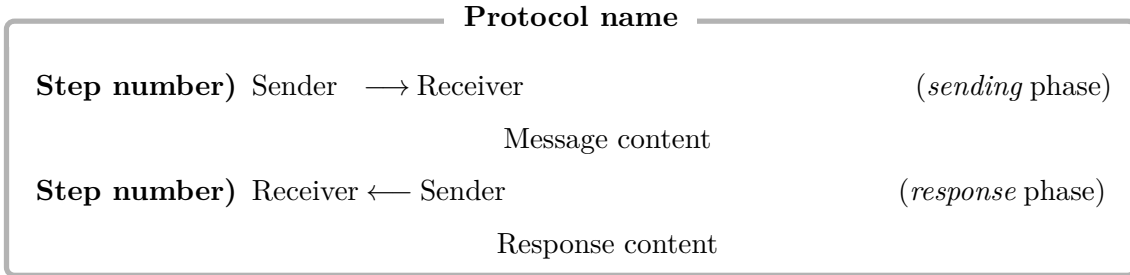 Protocol name
Step number) Sender ⟶ Receiver (sending phase)
Message content
Step number) Receiver ⟵ Sender (response phase)
Response content